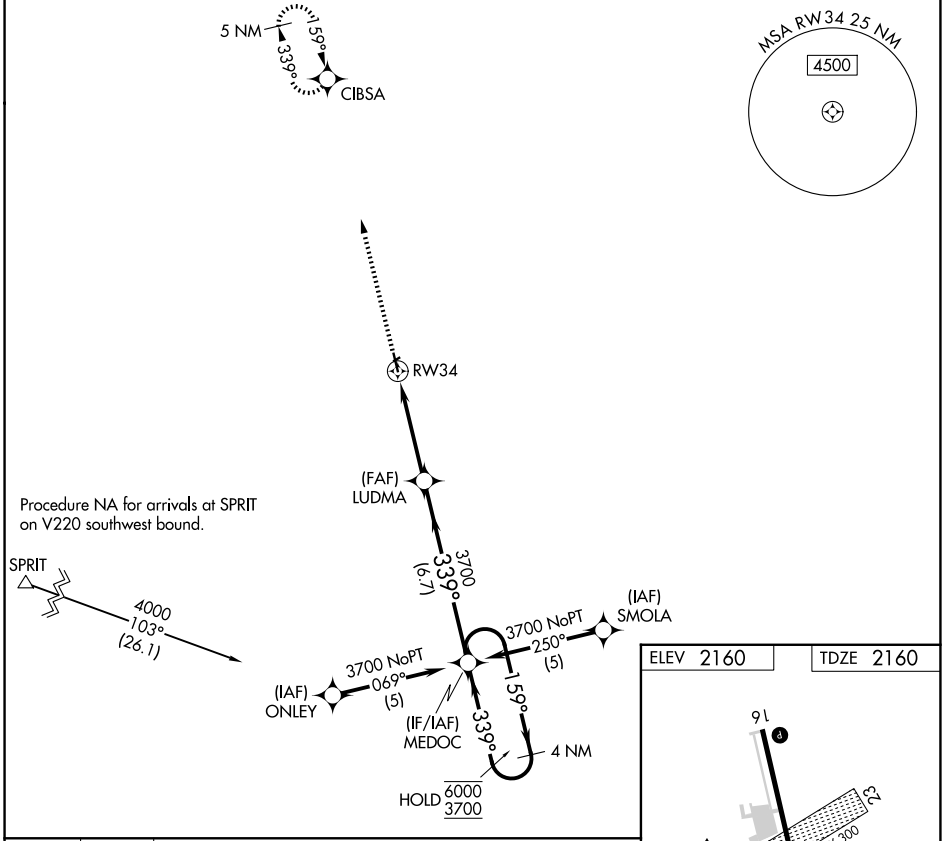 5 NM
159°
339°
CIBSA
MSA RW34 25 NM
4500
RW34
(FAF)
LUDMA
Procedure NA for arrivals at SPRIT
on V220 southwest bound.
SPRIT
4000
103°
(26.1)
3700
339°
(6.7)
(IAF)
SMOLA
3700 NoPT
250°
(5)
3700 NoPT
069°
(5)
(IAF)
ONLEY
(IF/IAF)
MEDOC
159°
339°
4 NM
HOLD 6000
3700
ELEV 2160
TDZE 2160
16
P
23
300